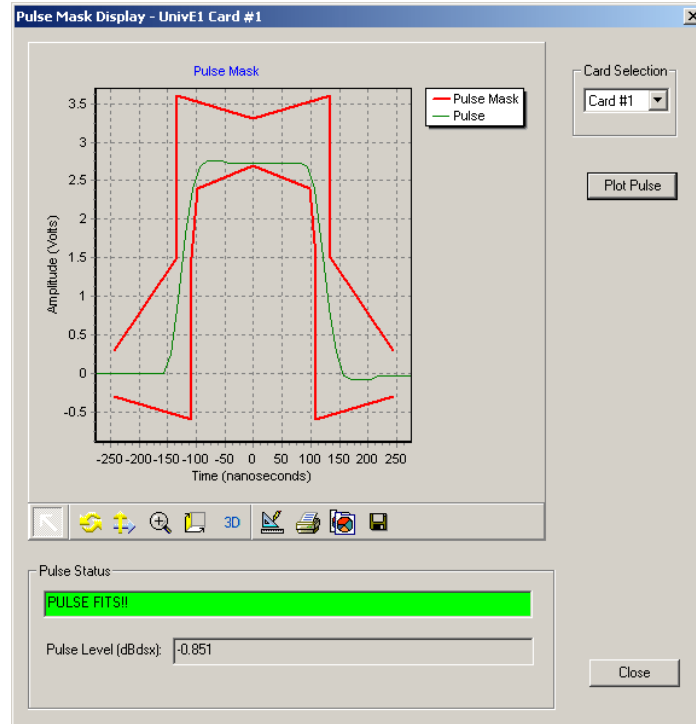 Pulse Mask Display - UnivE1 Card #1
Pulse Mask
Pulse Mask
Pulse
Card Selection
Card #1
Plot Pulse
Amplitude (Volts)
3.5
3
2.5
2
1.5
1
0.5
0
-0.5
-250 -200 -150 -100 -50 0 50 100 150 200 250
Time (nanoseconds)
3D
Pulse Status
PULSE FITS!!
Pulse Level (dBdsx): -0.851
Close